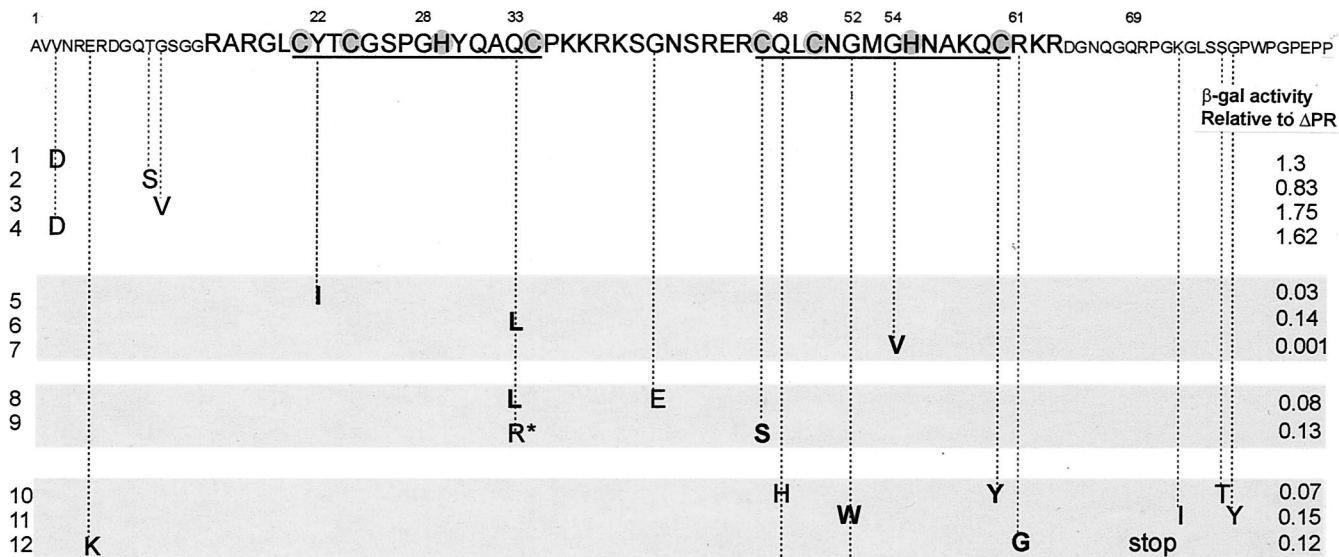 1 22 28 33 48 52 54 61 69
AVVNRERDGQTGSGGRARGLCYTCGSPGHYQAQCPKKRKSGNSRERCQLCNGMGHNAKQCRKRDGNQGQRPGKGLSSGPWPGPEPP
β-gal activity
Relative to ΔPR
1 D 1.3
2 S 0.83
3 V 1.75
4 D 1.62
5 I 0.03
6 L 0.14
7 V 0.001
8 L E 0.08
9 R* S 0.13
10 H Y T 0.07
11 W I Y 0.15
12 K G stop 0.12